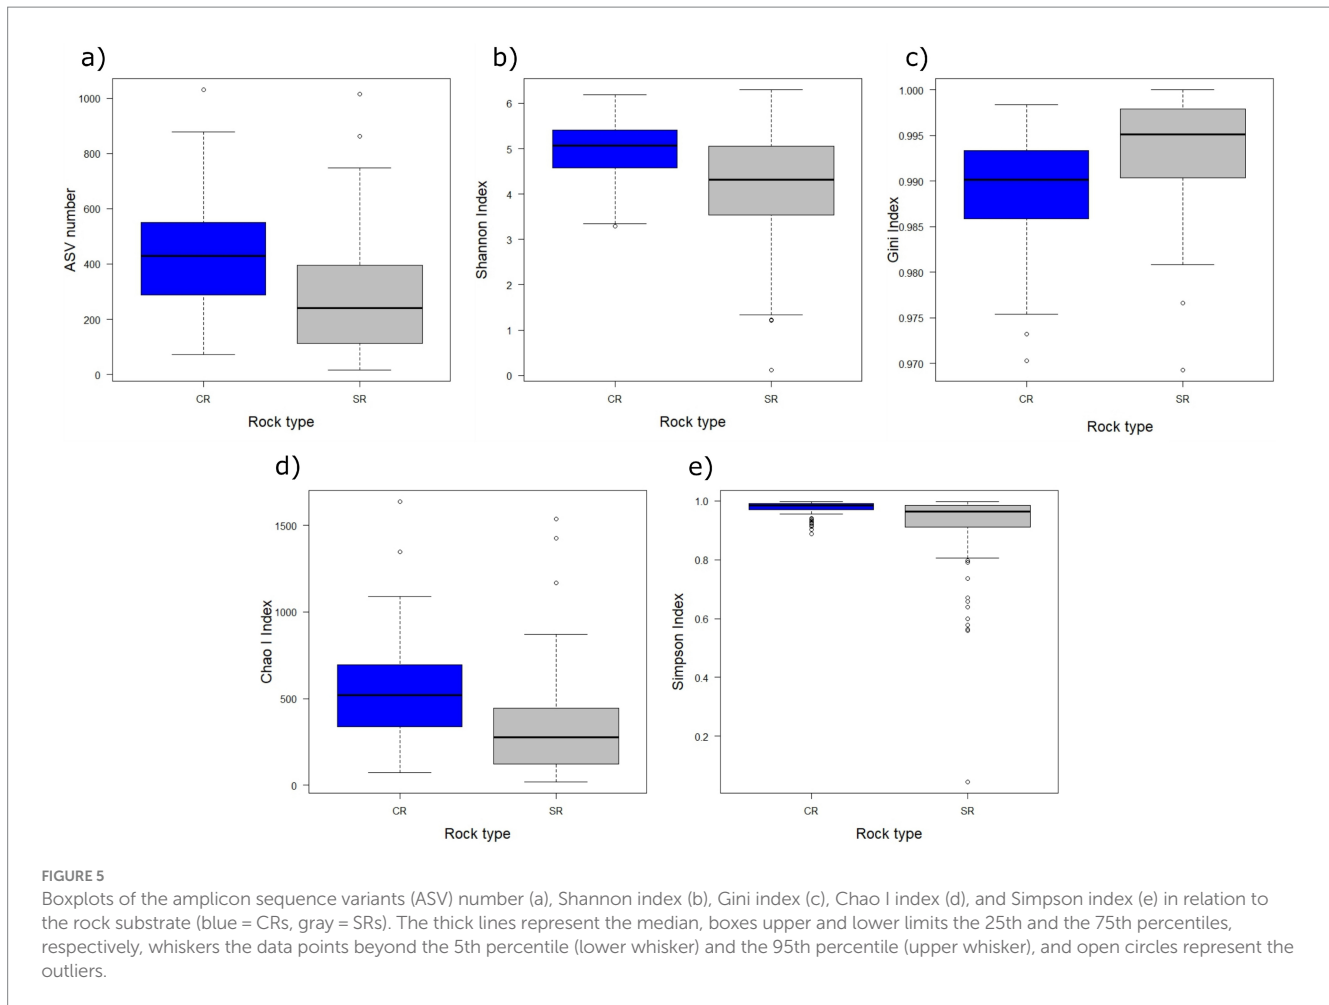 a)
1000
800
600
400
200
0
ASV number
CR
SR
Rock type
b)
6
5
4
3
2
1
0
Shannon Index
CR
SR
Rock type
c)
1.000
0.995
0.990
0.985
0.980
0.975
0.970
Gini Index
CR
SR
Rock type
d)
1500
1000
500
0
Chao I Index
CR
SR
Rock type
e)
1.0
0.8
0.6
0.4
0.2
Simpson Index
CR
SR
Rock type
FIGURE 5
Boxplots of the amplicon sequence variants (ASV) number (a), Shannon index (b), Gini index (c), Chao I index (d), and Simpson index (e) in relation to
the rock substrate (blue = CRs, gray = SRs). The thick lines represent the median, boxes upper and lower limits the 25th and the 75th percentiles,
respectively, whiskers the data points beyond the 5th percentile (lower whisker) and the 95th percentile (upper whisker), and open circles represent the
outliers.